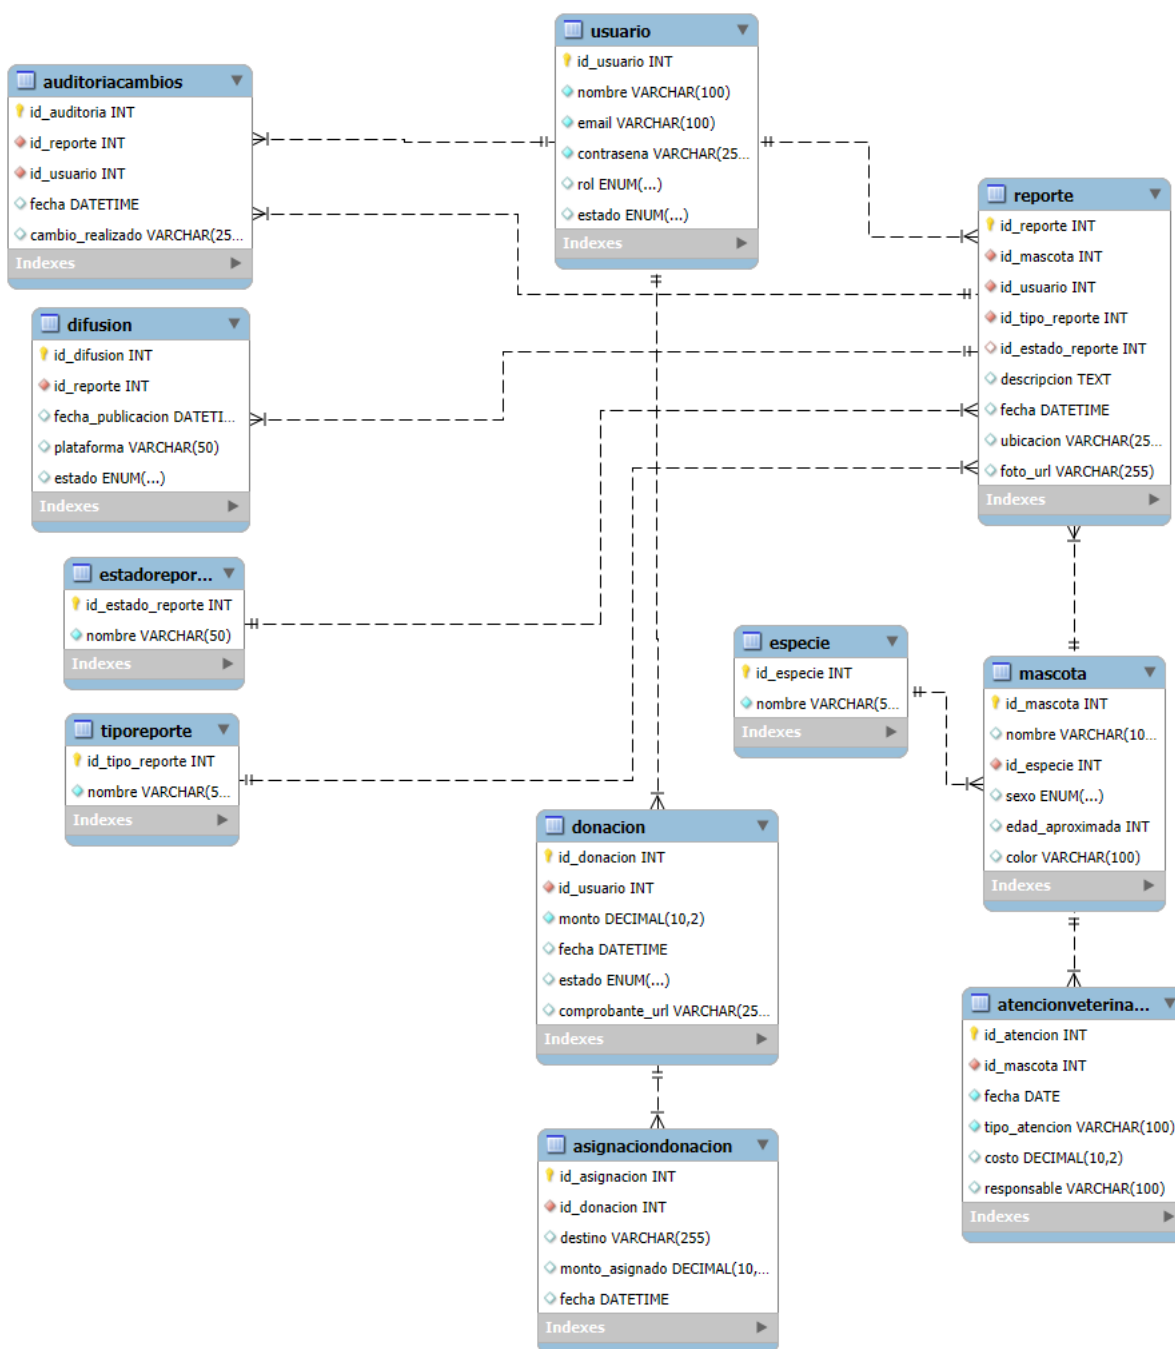 usuario
id_usuario INT
nombre VARCHAR(100)
email VARCHAR(100)
contrasena VARCHAR(25...
rol ENUM(...)
estado ENUM(...)
Indexes
auditoriacambios
id_auditoria INT
id_reporte INT
id_usuario INT
fecha DATETIME
cambio_realizado VARCHAR(25...
Indexes
reporte
id_reporte INT
id_mascota INT
id_usuario INT
id_tipo_reporte INT
id_estado_reporte INT
descripcion TEXT
fecha DATETIME
ubicacion VARCHAR(25...
foto_url VARCHAR(255)
Indexes
difusion
id_difusion INT
id_reporte INT
fecha_publicacion DATETI...
plataforma VARCHAR(50)
estado ENUM(...)
Indexes
estadorepor...
id_estado_reporte INT
nombre VARCHAR(50)
Indexes
especie
id_especie INT
nombre VARCHAR(5...
Indexes
mascota
id_mascota INT
nombre VARCHAR(10...
id_especie INT
sexo ENUM(...)
edad_aproximada INT
color VARCHAR(100)
Indexes
tiporeporte
id_tipo_reporte INT
nombre VARCHAR(5...
Indexes
donacion
id_donacion INT
id_usuario INT
monto DECIMAL(10,2)
fecha DATETIME
estado ENUM(...)
comprobante_url VARCHAR(25...
Indexes
atencionveterina...
id_atencion INT
id_mascota INT
fecha DATE
tipo_atencion VARCHAR(100)
costo DECIMAL(10,2)
responsable VARCHAR(100)
Indexes
asignaciondonacion
id_asignacion INT
id_donacion INT
destino VARCHAR(255)
monto_asignado DECIMAL(10,...
fecha DATETIME
Indexes